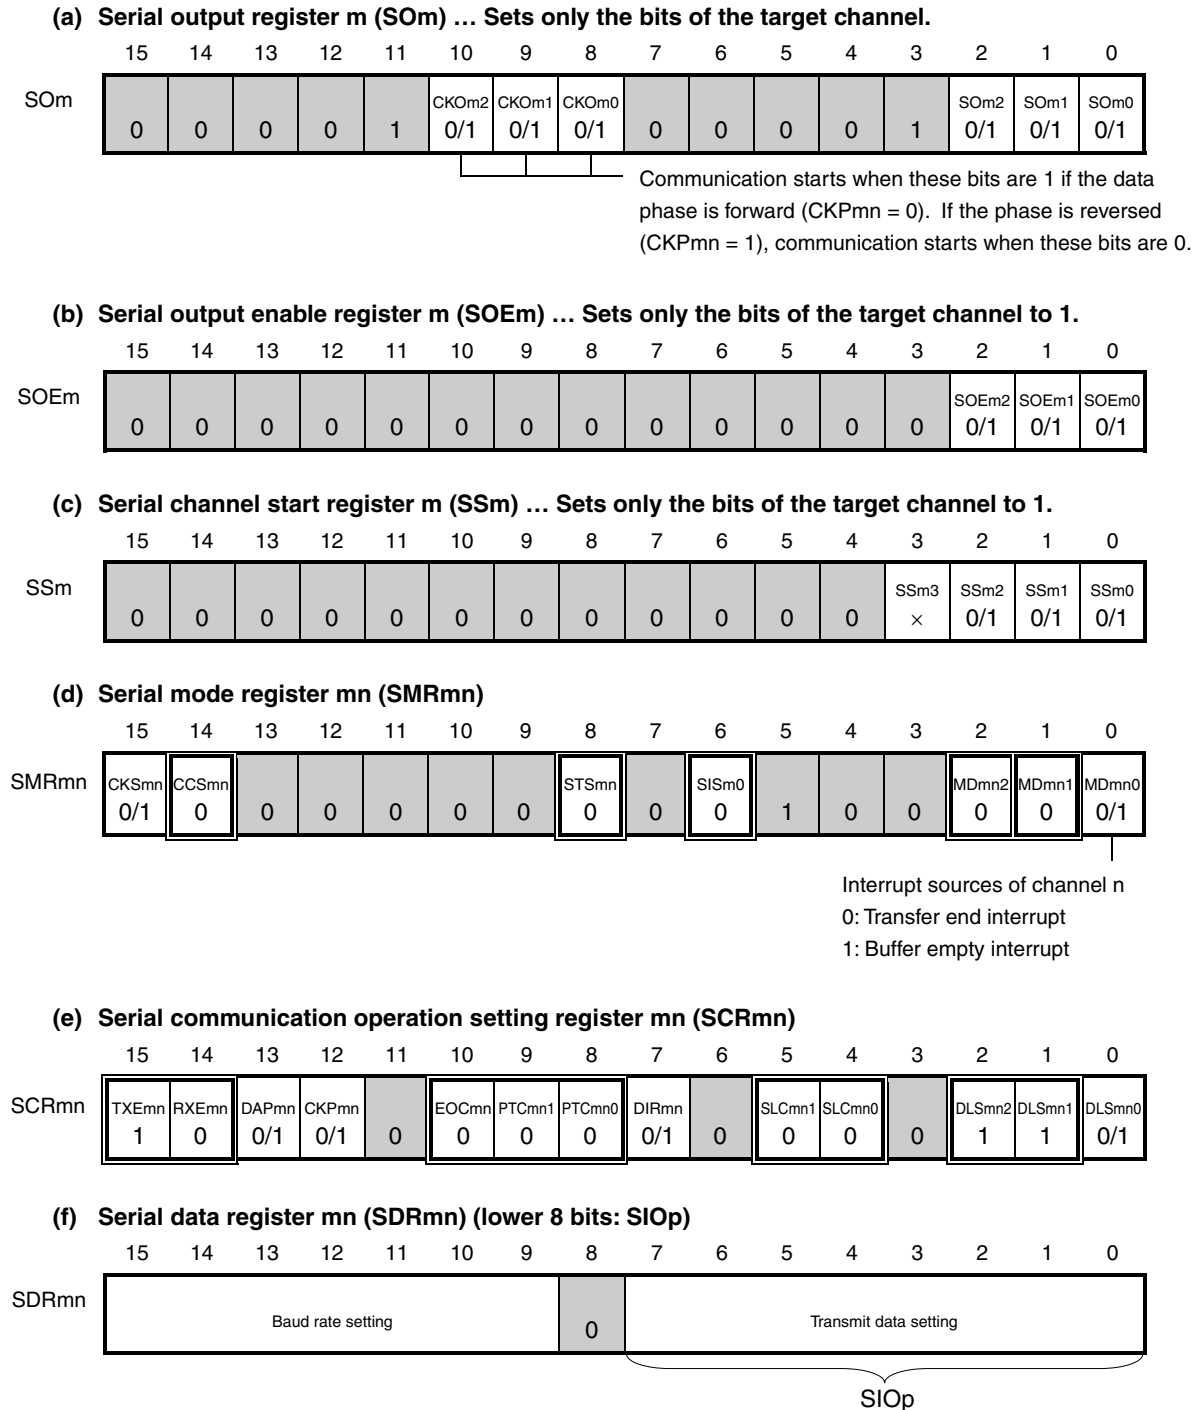 (a) Serial output register m (SOm) … Sets only the bits of the target channel.
15 14 13 12 11 10 9 8 7 6 5 4 3 2 1 0
SOm
CKOm2 CKOm1 CKOm0 SOm2 SOm1 SOm0
0 0 0 0 1 0/1 0/1 0/1 0 0 0 0 1 0/1 0/1 0/1
Communication starts when these bits are 1 if the data
phase is forward (CKPmn = 0). If the phase is reversed
(CKPmn = 1), communication starts when these bits are 0.
(b) Serial output enable register m (SOEm) … Sets only the bits of the target channel to 1.
15 14 13 12 11 10 9 8 7 6 5 4 3 2 1 0
SOEm
SOEm2 SOEm1 SOEm0
0 0 0 0 0 0 0 0 0 0 0 0 0 0/1 0/1 0/1
(c) Serial channel start register m (SSm) … Sets only the bits of the target channel to 1.
15 14 13 12 11 10 9 8 7 6 5 4 3 2 1 0
SSm
SSm3 SSm2 SSm1 SSm0
0 0 0 0 0 0 0 0 0 0 0 0 × 0/1 0/1 0/1
(d) Serial mode register mn (SMRmn)
15 14 13 12 11 10 9 8 7 6 5 4 3 2 1 0
SMRmn
CKSmn CCSmn STSmn SISm0 MDmn2 MDmn1 MDmn0
0/1 0 0 0 0 0 0 0 0 0 1 0 0 0 0 0/1
Interrupt sources of channel n
0: Transfer end interrupt
1: Buffer empty interrupt
(e) Serial communication operation setting register mn (SCRmn)
15 14 13 12 11 10 9 8 7 6 5 4 3 2 1 0
SCRmn
TXEmn RXEmn DAPmn CKPmn EOCmn PTCmn1 PTCmn0 DIRmn SLCmn1 SLCmn0 DLSmn2 DLSmn1 DLSmn0
1 0 0/1 0/1 0 0 0 0 0/1 0 0 0 0 1 1 0/1
(f) Serial data register mn (SDRmn) (lower 8 bits: SIOp)
15 14 13 12 11 10 9 8 7 6 5 4 3 2 1 0
SDRmn
Baud rate setting 0 Transmit data setting
SIOp